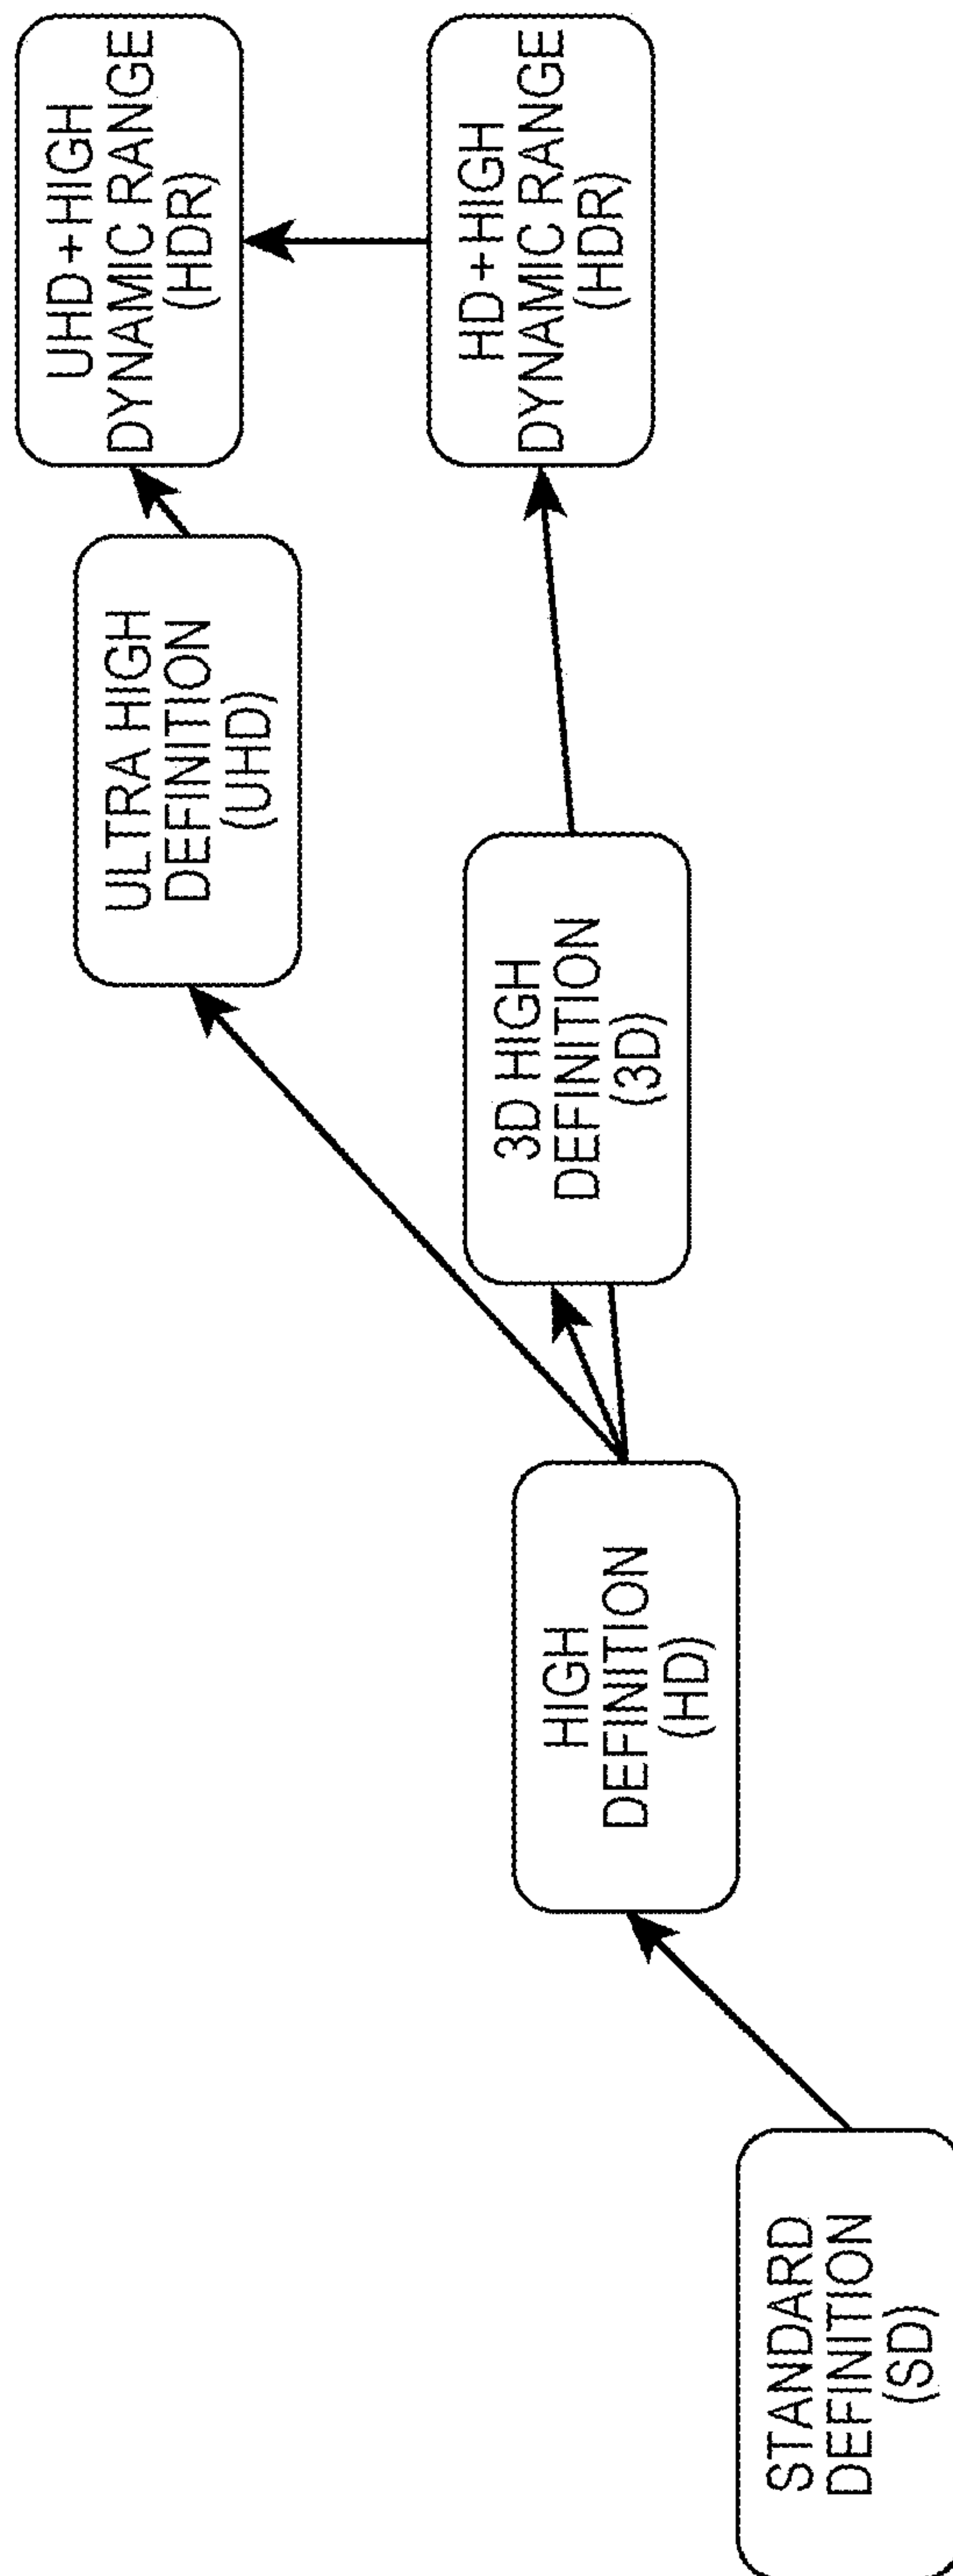 STANDARD
DEFINITION
(SD)
HIGH
DEFINITION
(HD)
3D HIGH
DEFINITION
(3D)
ULTRA HIGH
DEFINITION
(UHD)
UHD+HIGH
DYNAMIC RANGE
(HDR)
HD+HIGH
DYNAMIC RANGE
(HDR)